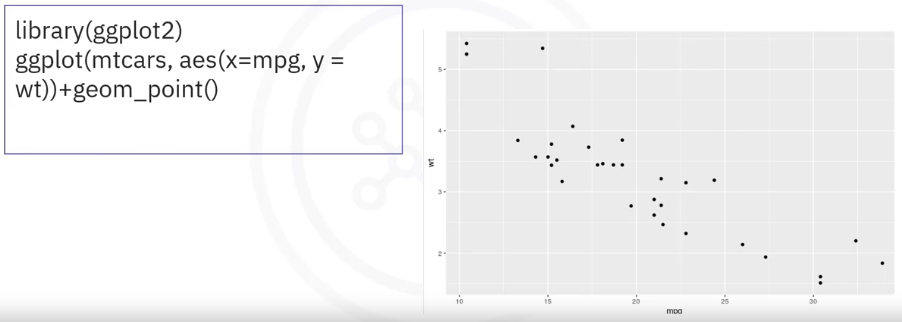 library(ggplot2)
ggplot(mtcars, aes(x=mpg, y =
wt))+geom_point()
5
4
wt
3
2
10 15 20 25 30
mpg